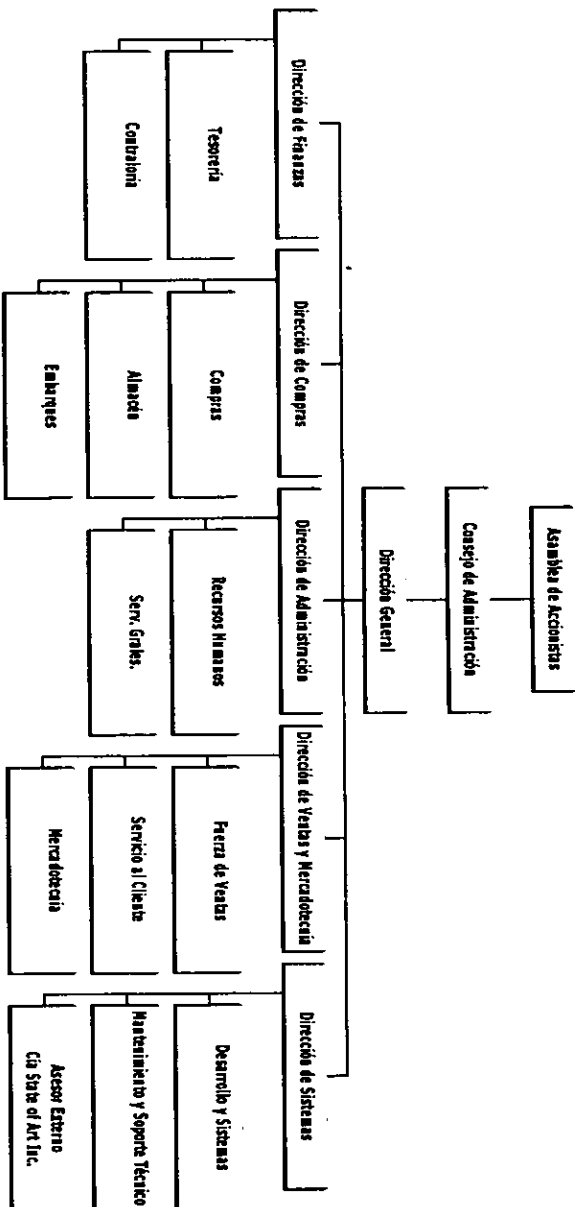 Asamblea de Accionistas
Consejo de Administración
Dirección General
Dirección de Finanzas
Tesorería
Contraloría
Dirección de Compras
Compras
Almacén
Embarques
Dirección de Administración
Recursos Humanos
Serv. Grales.
Dirección de Ventas y Mercadotecnia
Fuerza de Ventas
Servicio al Cliente
Mercadotecnia
Dirección de Sistemas
Desarrollo y Sistemas
Mantenimiento y Soporte Técnico
Asesor Externo
Cía State of Art Inc.